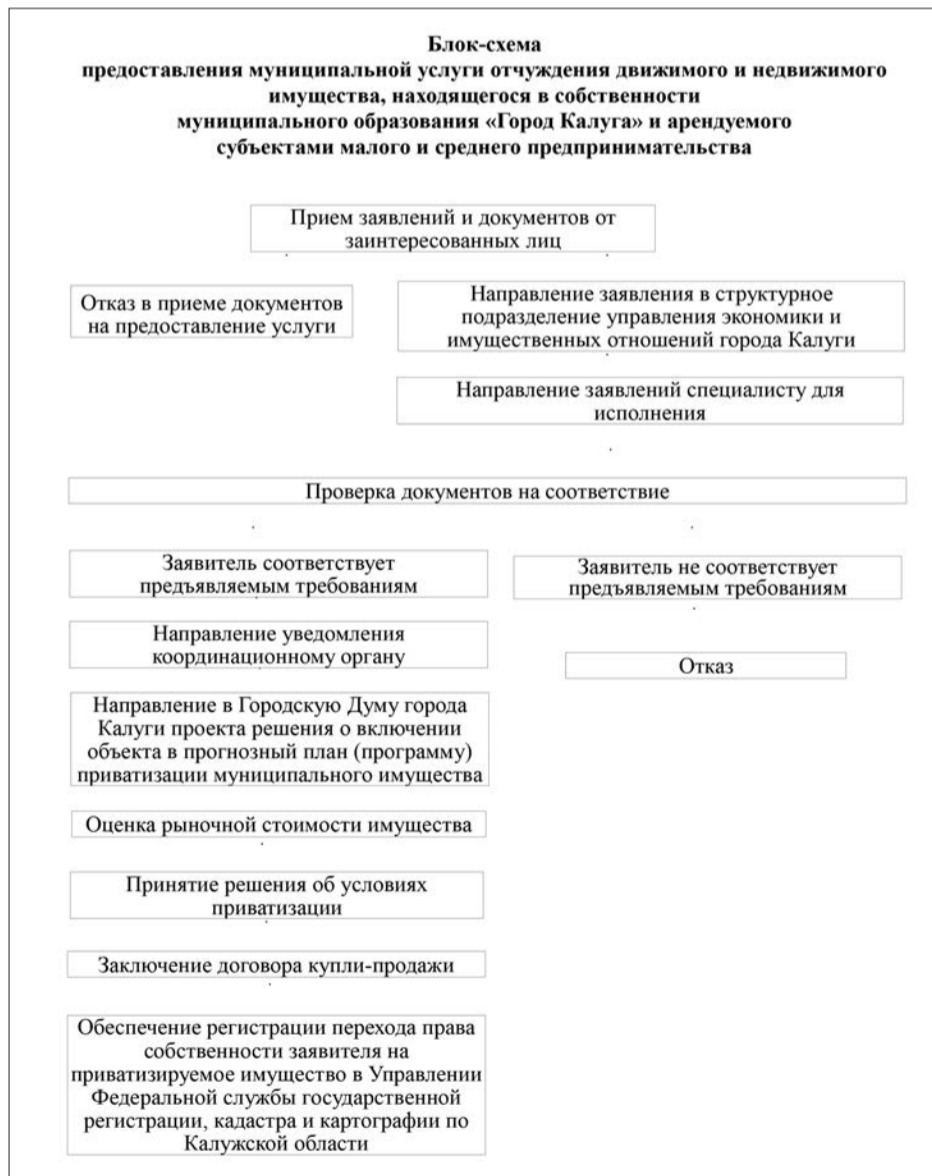 Блок-схема
предоставления муниципальной услуги отчуждения движимого и недвижимого
имущества, находящегося в собственности
муниципального образования «Город Калуга» и арендуемого
субъектами малого и среднего предпринимательства
Прием заявлений и документов от
заинтересованных лиц
Отказ в приеме документов
на предоставление услуги
Направление заявления в структурное
подразделение управления экономики и
имущественных отношений города Калуги
Направление заявлений специалисту для
исполнения
Проверка документов на соответствие
Заявитель соответствует
предъявляемым требованиям
Заявитель не соответствует
предъявляемым требованиям
Направление уведомления
координационному органу
Отказ
Направление в Городскую Думу города
Калуги проекта решения о включении
объекта в прогнозный план (программу)
приватизации муниципального имущества
Оценка рыночной стоимости имущества
Принятие решения об условиях
приватизации
Заключение договора купли-продажи
Обеспечение регистрации перехода права
собственности заявителя на
приватизируемое имущество в Управлении
Федеральной службы государственной
регистрации, кадастра и картографии по
Калужской области